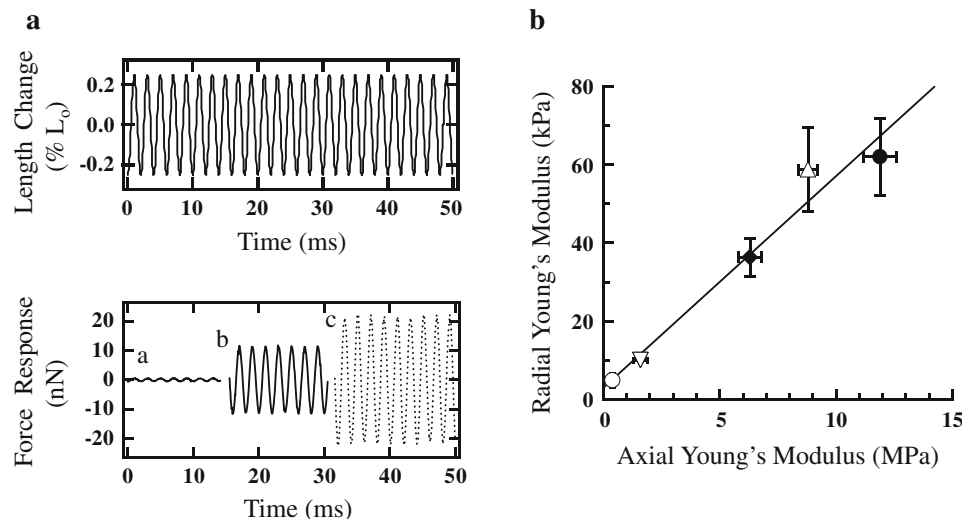 a
Length Change
(% Lo)
0.2
0.0
-0.2
0 10 20 30 40 50
Time (ms)
Force Response
(nN)
20
10
0
-10
-20
a
b
c
0 10 20 30 40 50
Time (ms)
b
Radial Young's Modulus (kPa)
80
60
40
20
0
0 5 10 15
Axial Young's Modulus (MPa)